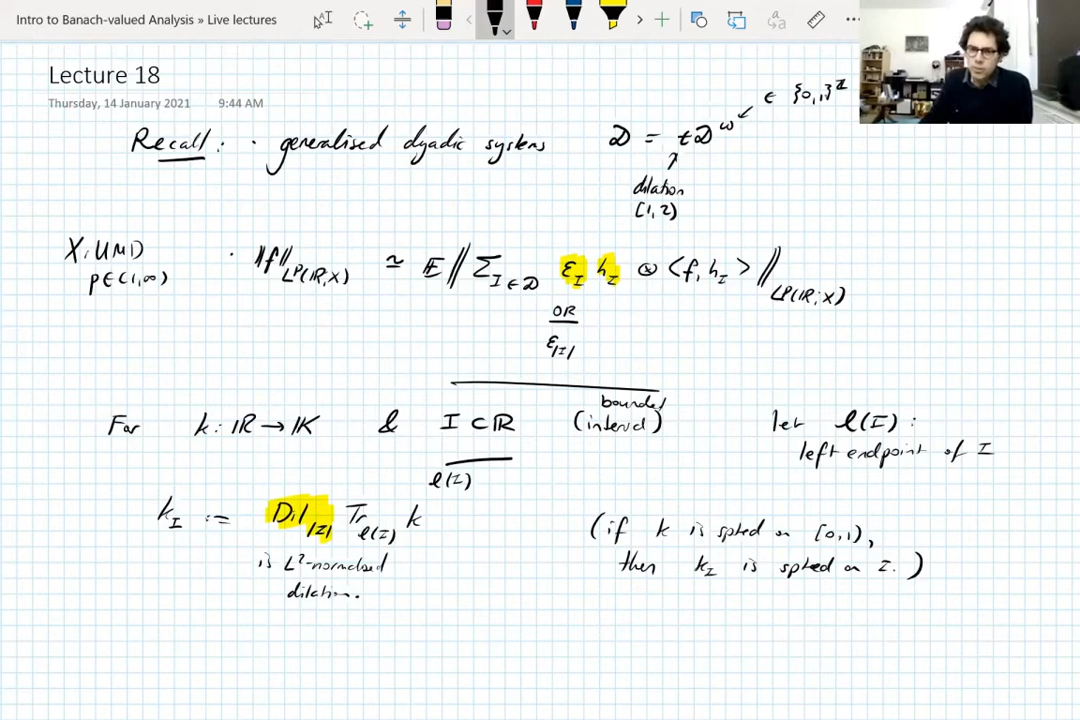 Intro to Banach-valued Analysis » Live lectures
Lecture 18
Thursday, 14 January 2021 9:44 AM
Recall: · generalised dyadic systems 𝒟 = t𝒟^ω ∈ {0,1}^ℤ
dilation
[1,2)
X: UMD
p∈(1,∞)
· ‖f‖_{L^p(ℝ;X)} ≃ 𝔼‖Σ_{I∈𝒟} ε_I h_I ⊗ <f, h_I>‖_{L^p(ℝ;X)}
OR
ε_{|I|}
For k: ℝ → 𝕂 & I ⊂ ℝ (bounded interval) let ℓ(I):
left endpoint of I
ℓ(I)
k_I := Dil_{|I|} Tr_{ℓ(I)} k (if k is spted on [0,1),
is L²-normalised then k_I is spted on I.)
dilation.